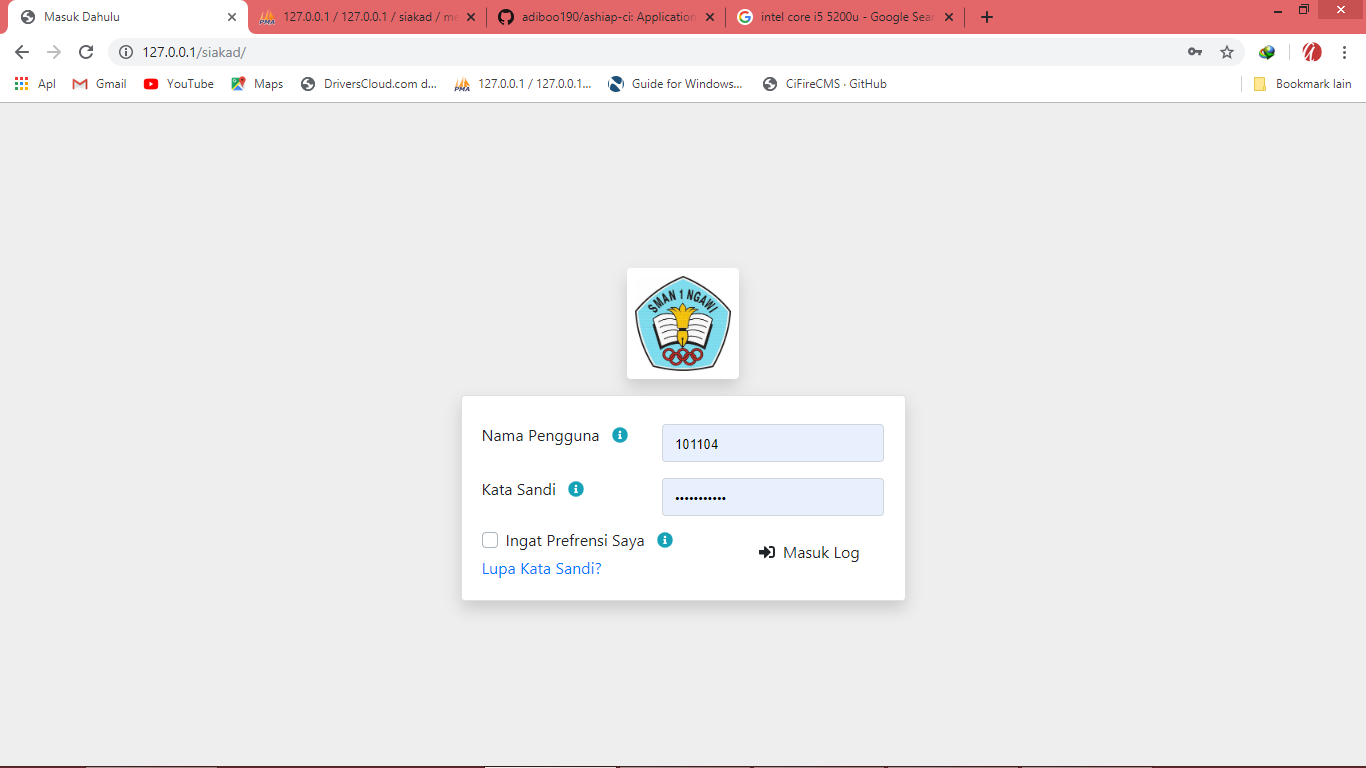 Masuk Dahulu
127.0.0.1 / 127.0.0.1 / siakad / me
adiboo190/ashiap-ci: Application
intel core i5 5200u - Google Sear
127.0.0.1/siakad/
Apl
Gmail
YouTube
Maps
DriversCloud.com d...
127.0.0.1 / 127.0.0.1...
Guide for Windows...
CiFireCMS · GitHub
Bookmark lain
SMAN 1 NGAWI
Nama Pengguna
101104
Kata Sandi
•••••••••••
Ingat Prefrensi Saya
Masuk Log
Lupa Kata Sandi?